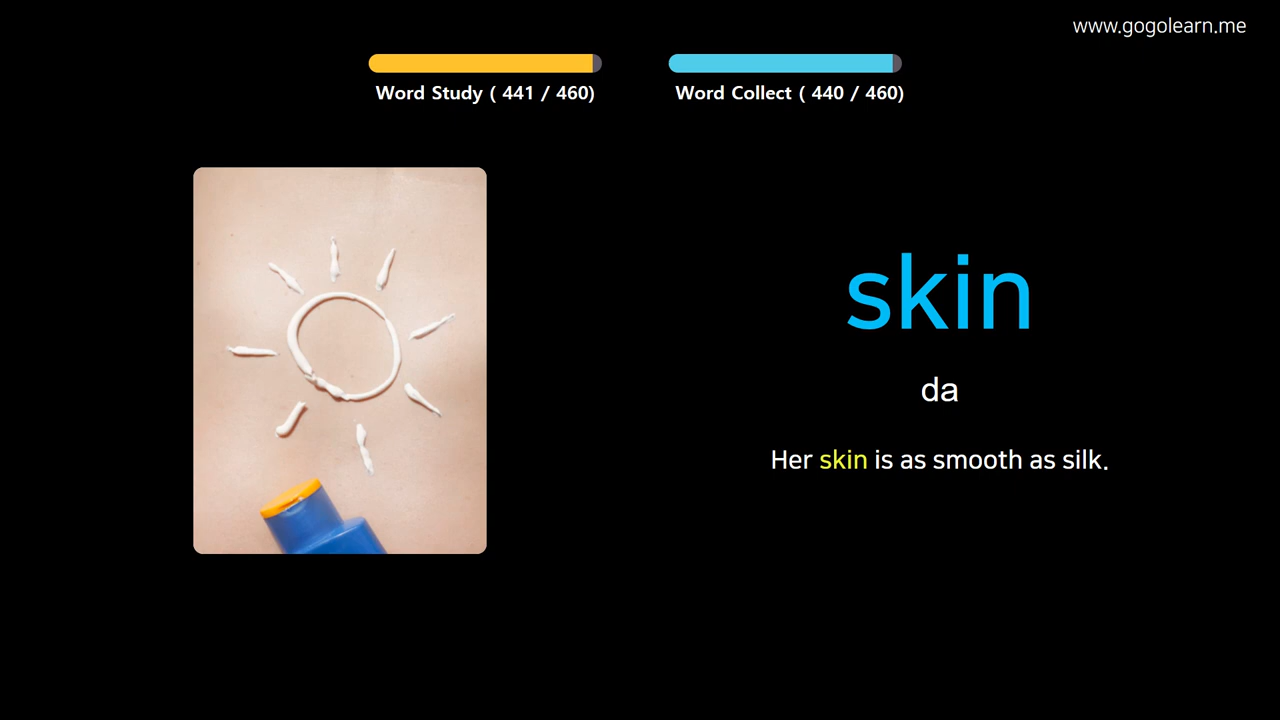 www.gogolearn.me
Word Study ( 441 / 460)
Word Collect ( 440 / 460)
skin
da
Her skin is as smooth as silk.